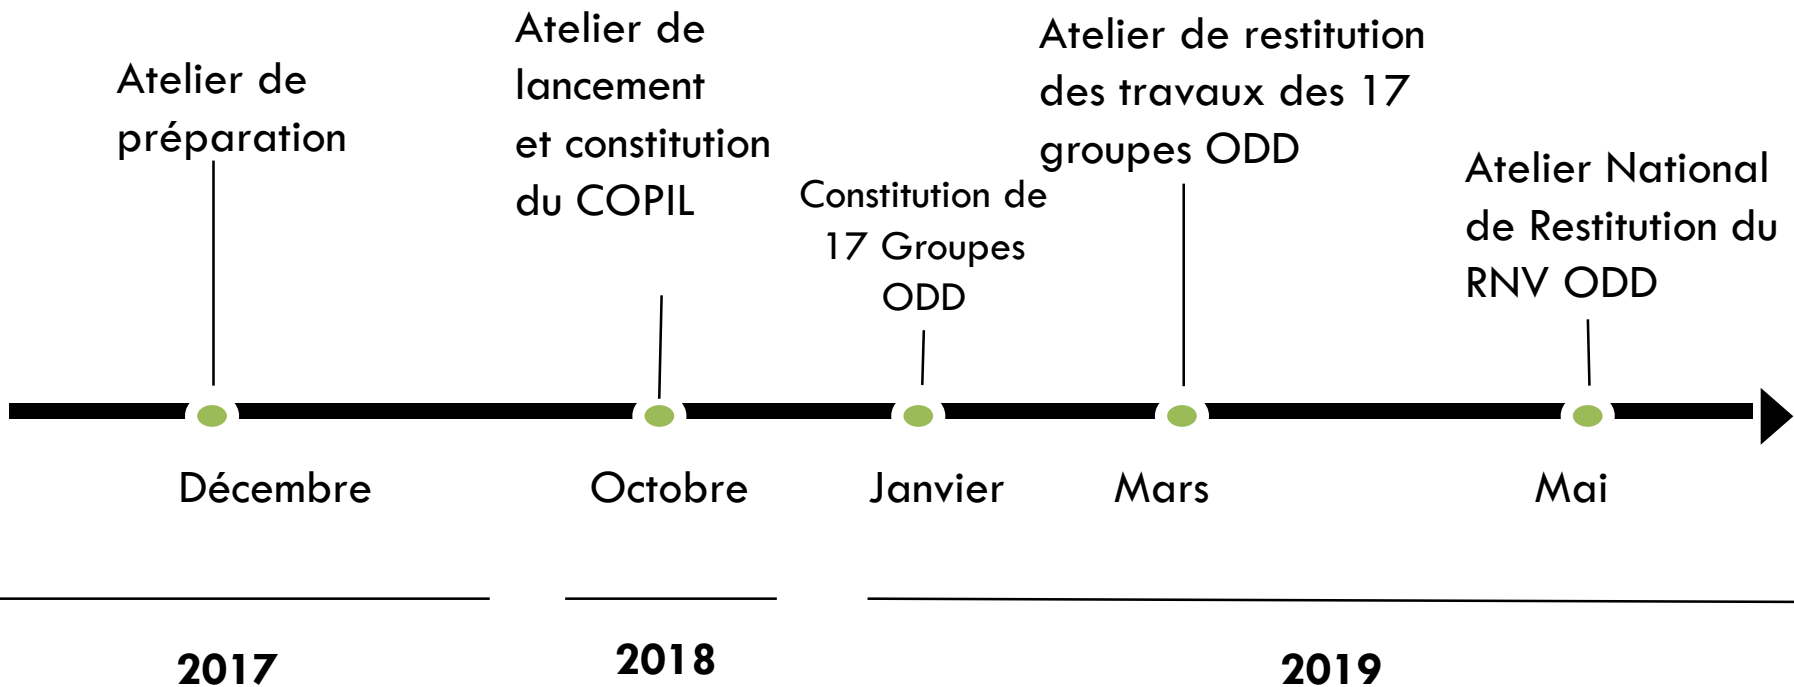 Atelier de
préparation
Atelier de
lancement
et constitution
du COPIL
Constitution de
17 Groupes
ODD
Atelier de restitution
des travaux des 17
groupes ODD
Atelier National
de Restitution du
RNV ODD
Décembre
Octobre
Janvier
Mars
Mai
2017
2018
2019